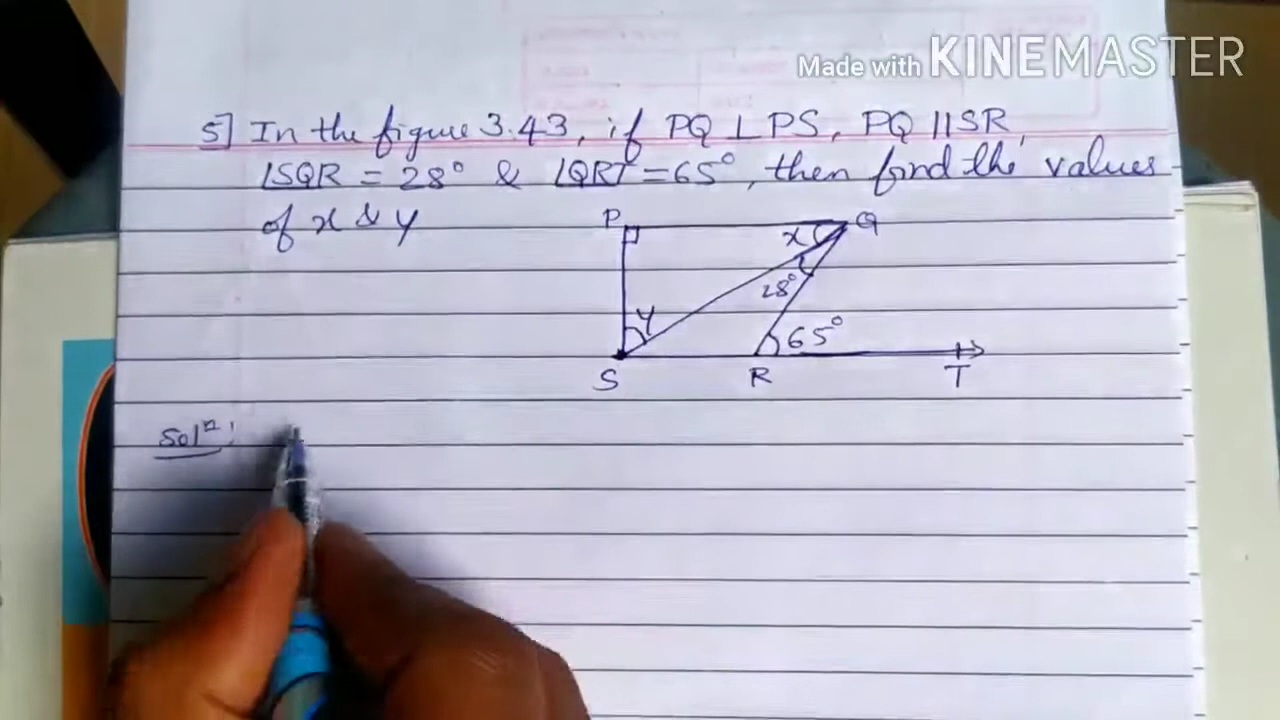 Made with KINEMASTER
5] In the figure 3.43, if PQ ⊥ PS, PQ || SR,
∠SQR = 28° & ∠QRT = 65°, then find the values
of x & y
P Q
x
28°
y
65°
S R T
Solⁿ: